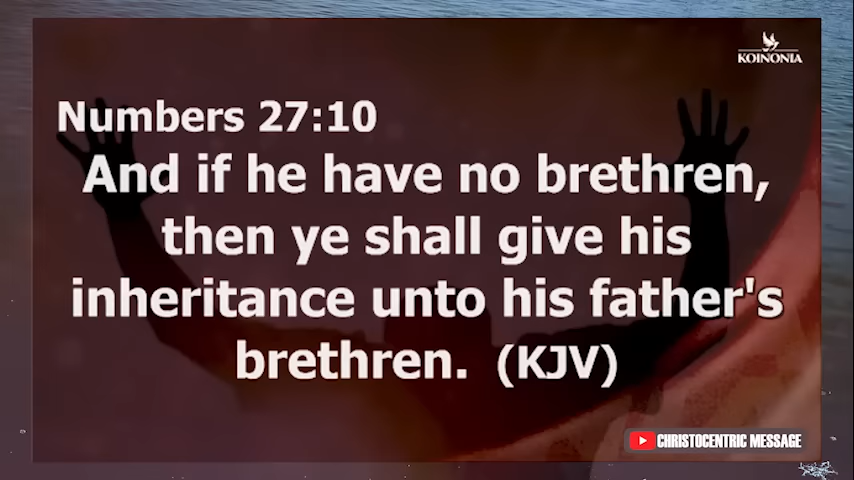 KOINONIA
Numbers 27:10
And if he have no brethren,
then ye shall give his
inheritance unto his father's
brethren. (KJV)
CHRISTOCENTRIC MESSAGE